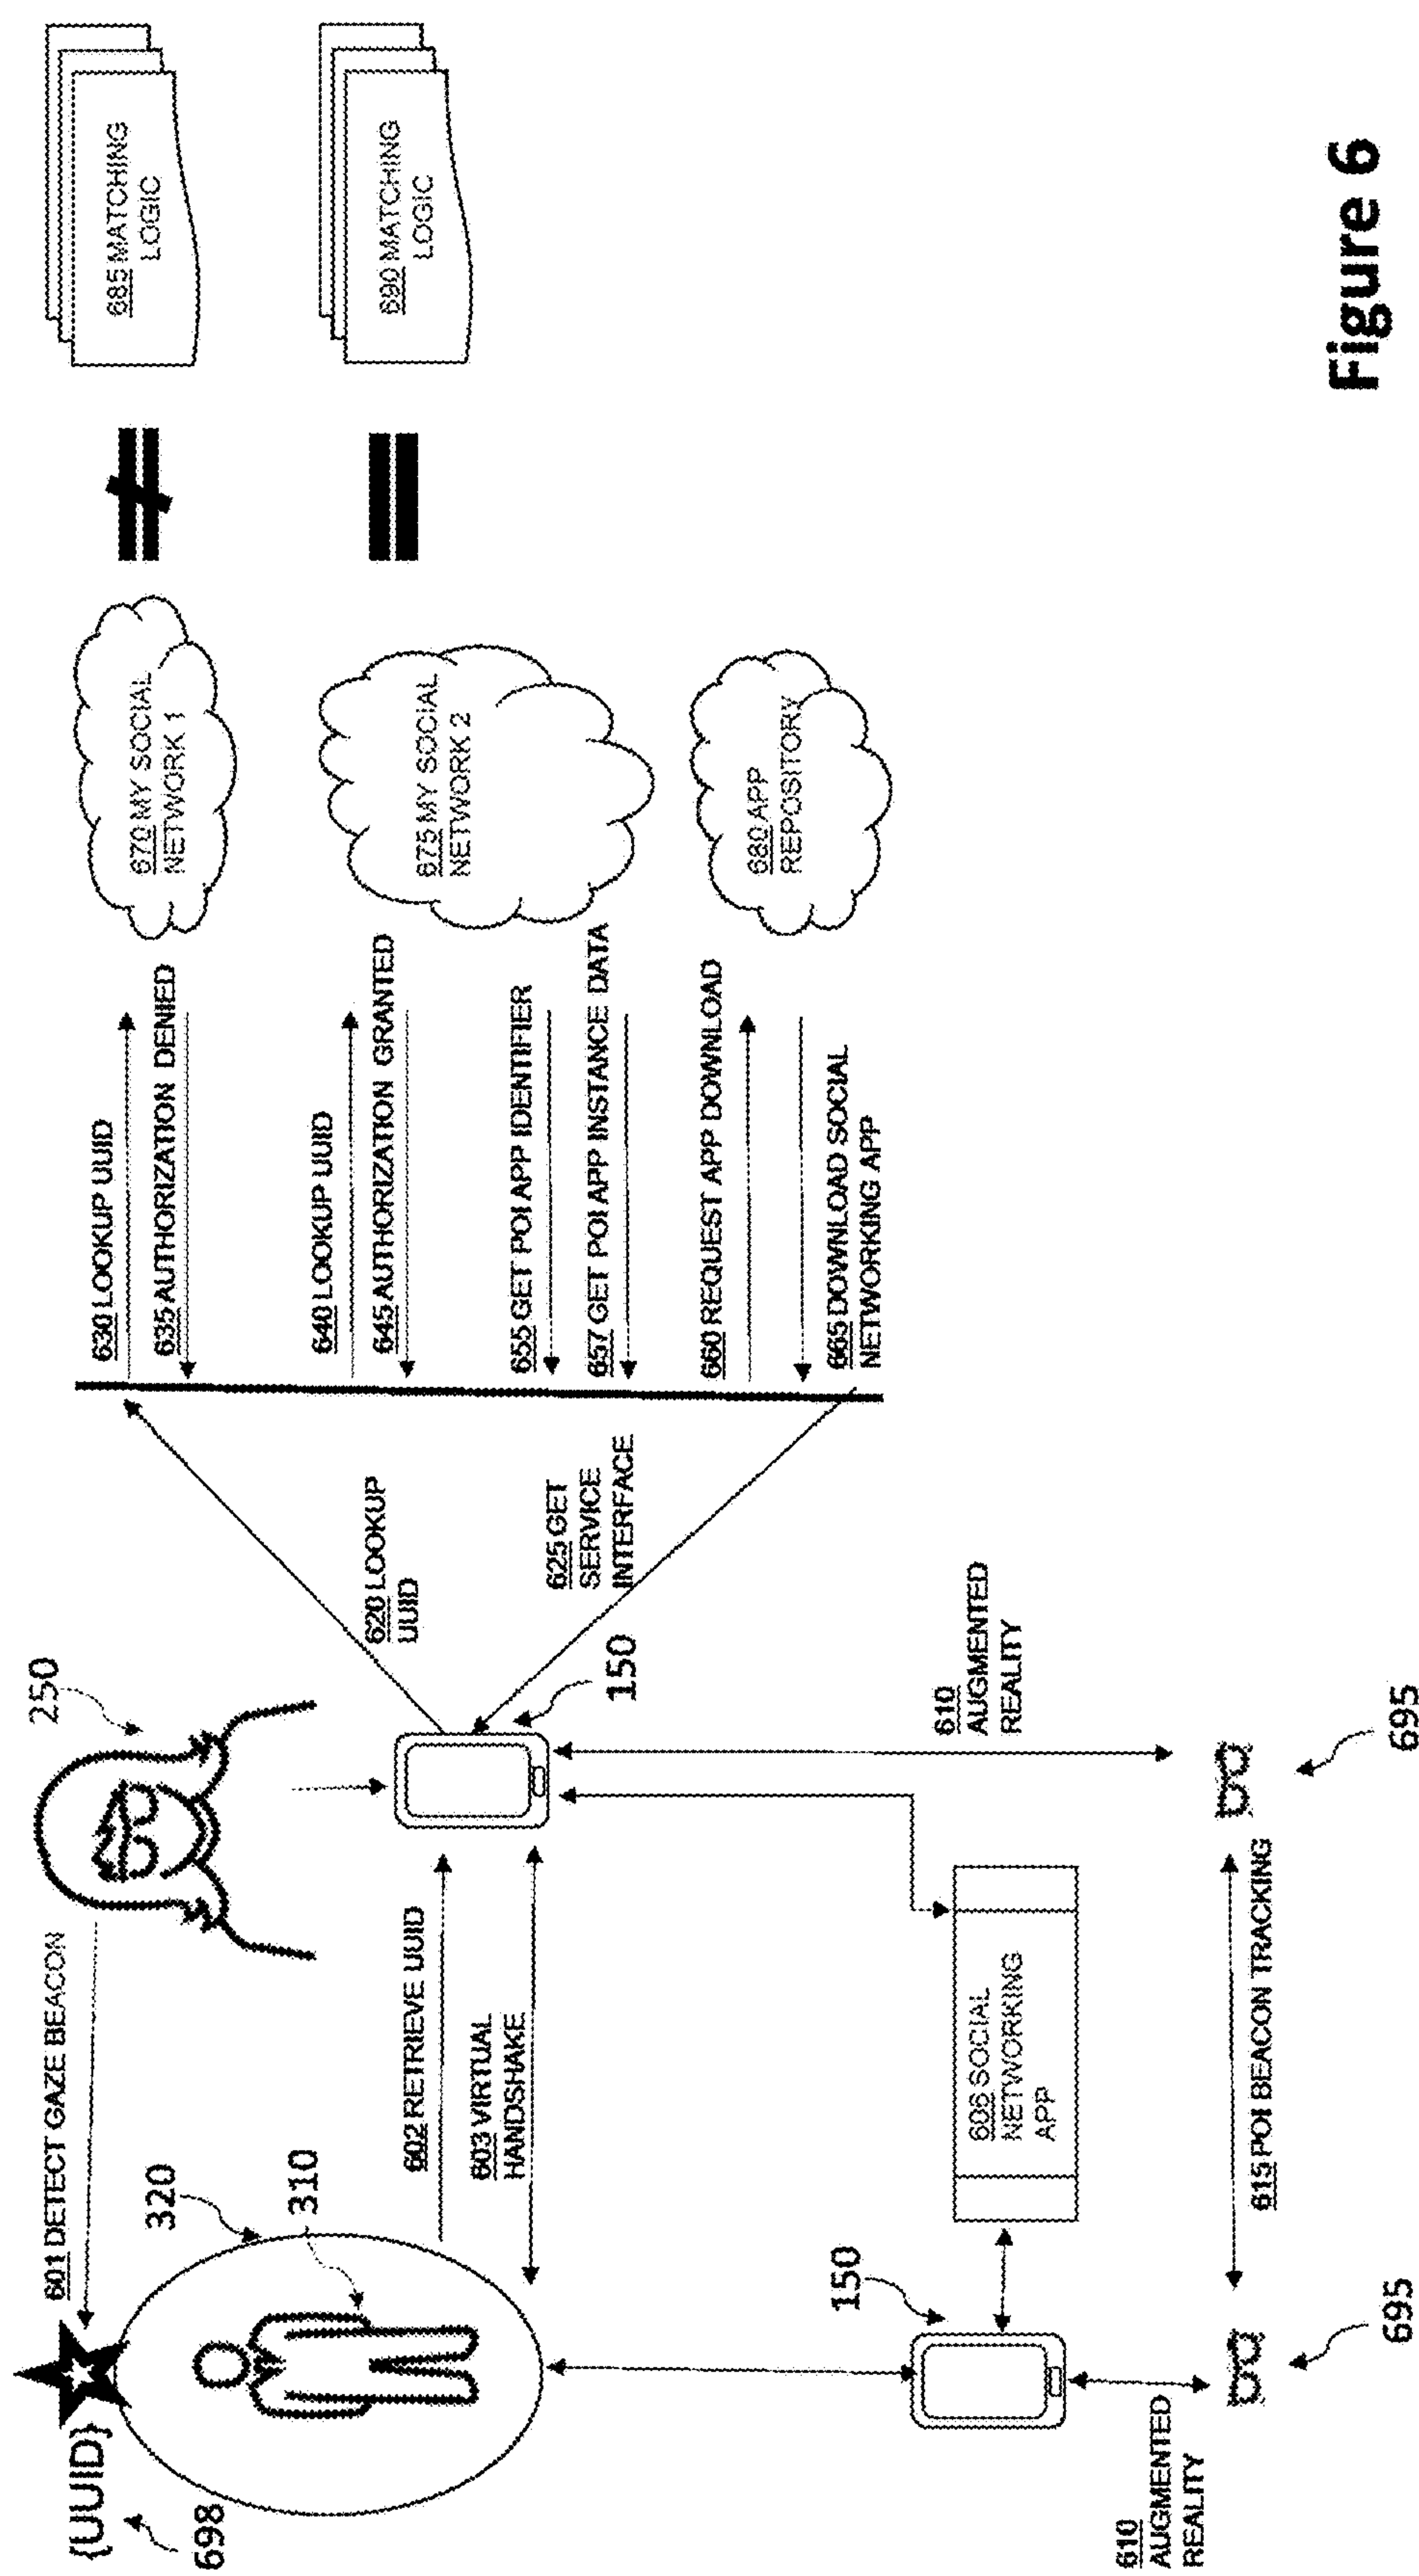 {UUID}
698
601 DETECT GAZE BEACON
250
320
310
602 RETRIEVE UUID
603 VIRTUAL
HANDSHAKE
150
620 LOOKUP
UUID
625 GET
SERVICE
INTERFACE
630 LOOKUP UUID
635 AUTHORIZATION DENIED
640 LOOKUP UUID
645 AUTHORIZATION GRANTED
655 GET POI APP IDENTIFIER
657 GET POI APP INSTANCE DATA
660 REQUEST APP DOWNLOAD
665 DOWNLOAD SOCIAL
NETWORKING APP
670 MY SOCIAL
NETWORK 1
675 MY SOCIAL
NETWORK 2
680 APP
REPOSITORY
685 MATCHING
LOGIC
690 MATCHING
LOGIC
150
606 SOCIAL
NETWORKING
APP
610
AUGMENTED
REALITY
610
AUGMENTED
REALITY
615 POI BEACON TRACKING
695
695
Figure 6